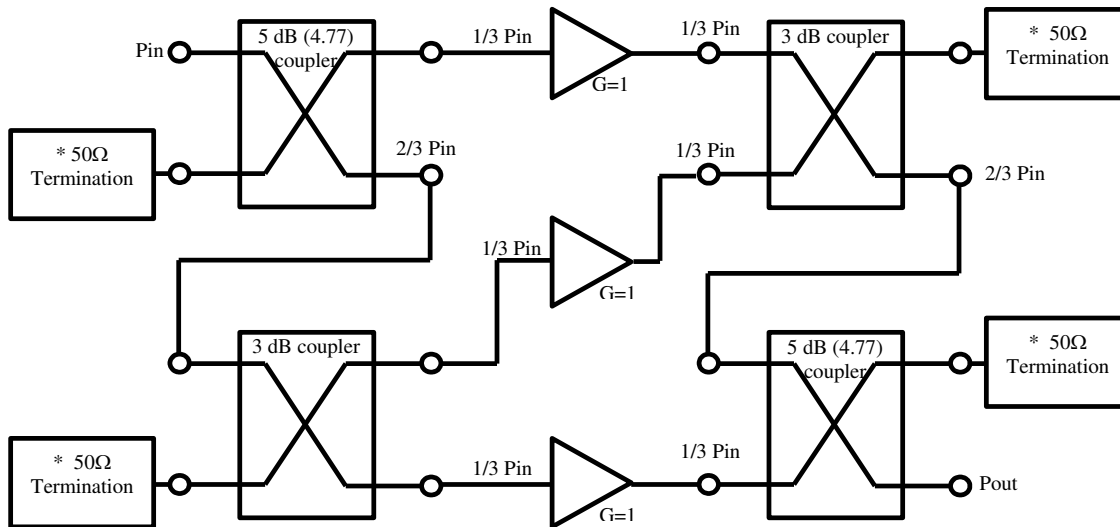 Pin
5 dB (4.77)
coupler
1/3 Pin
G=1
1/3 Pin
3 dB coupler
* 50Ω
Termination
* 50Ω
Termination
2/3 Pin
1/3 Pin
2/3 Pin
1/3 Pin
G=1
3 dB coupler
5 dB (4.77)
coupler
* 50Ω
Termination
* 50Ω
Termination
1/3 Pin
G=1
1/3 Pin
Pout